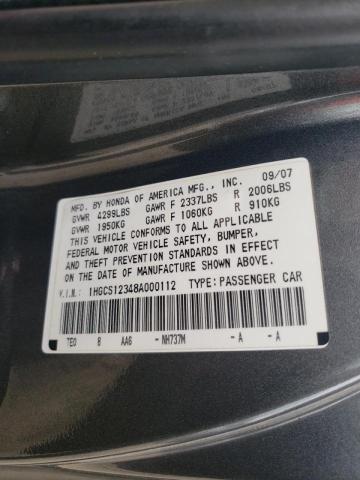 MFD. BY HONDA OF AMERICA MFG., INC. 09/07
GVWR 4299LBS GAWR F 2337LBS R 2006LBS
GVWR 1950KG GAWR F 1060KG R 910KG
THIS VEHICLE CONFORMS TO ALL APPLICABLE
FEDERAL MOTOR VEHICLE SAFETY, BUMPER,
AND THEFT PREVENTION STANDARDS IN EFFECT
ON THE DATE OF MANUFACTURE SHOWN ABOVE.
V.I.N.: 1HGCS12348A000112 TYPE:PASSENGER CAR
TE0 8 AA6 -NH737M -A -A